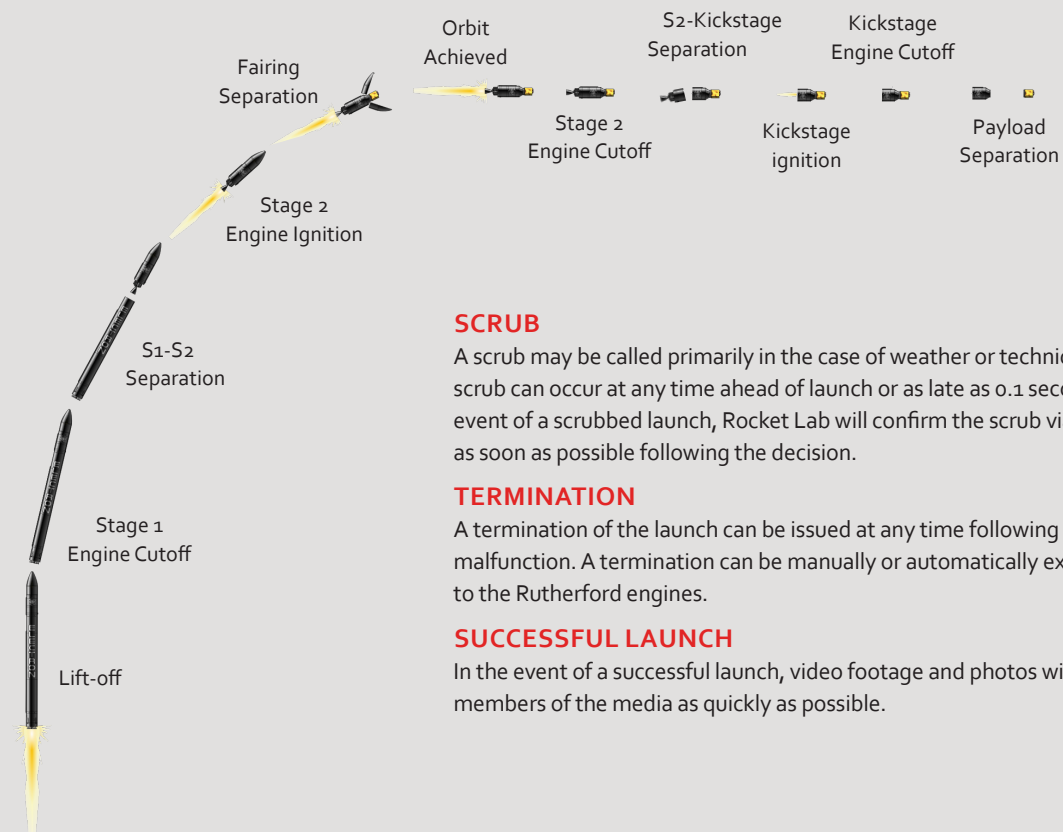 Lift-off
Stage 1
Engine Cutoff
S1-S2
Separation
Stage 2
Engine Ignition
Fairing
Separation
Orbit
Achieved
Stage 2
Engine Cutoff
S2-Kickstage
Separation
Kickstage
ignition
Kickstage
Engine Cutoff
Payload
Separation
SCRUB
A scrub may be called primarily in the case of weather or
scrub can occur at any time ahead of launch or as late as 0.1
event of a scrubbed launch, Rocket Lab will confirm the scrub
as soon as possible following the decision.
TERMINATION
A termination of the launch can be issued at any time following
malfunction. A termination can be manually or automatically
to the Rutherford engines.
SUCCESSFUL LAUNCH
In the event of a successful launch, video footage and photos
members of the media as quickly as possible.